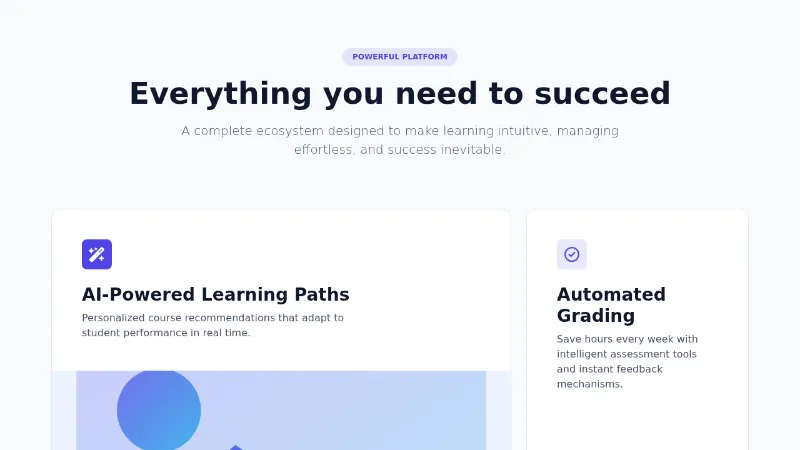 POWERFUL PLATFORM
Everything you need to succeed
A complete ecosystem designed to make learning intuitive, managing
effortless, and success inevitable.
AI-Powered Learning Paths
Personalized course recommendations that adapt to
student performance in real time.
Automated
Grading
Save hours every week with
intelligent assessment tools
and instant feedback
mechanisms.